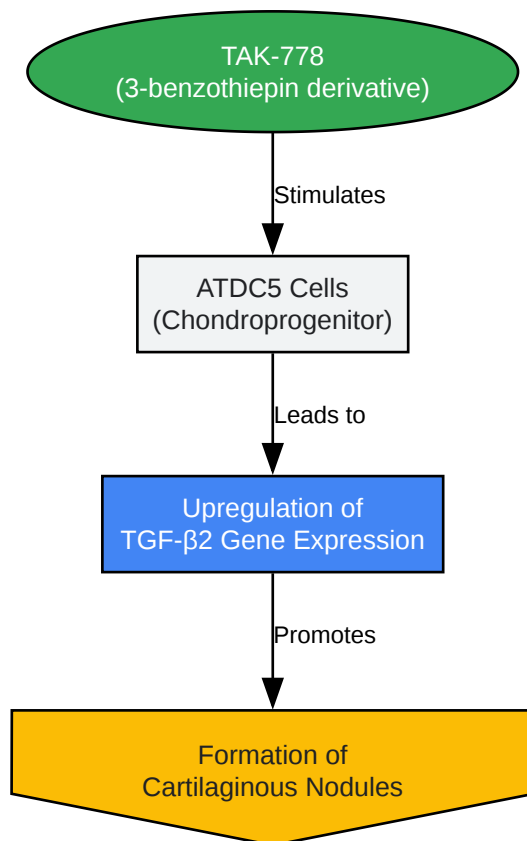 TAK-778
(3-benzothiepin derivative)
Stimulates
ATDC5 Cells
(Chondroprogenitor)
Leads to
Upregulation of
TGF-β2 Gene Expression
Promotes
Formation of
Cartilaginous Nodules